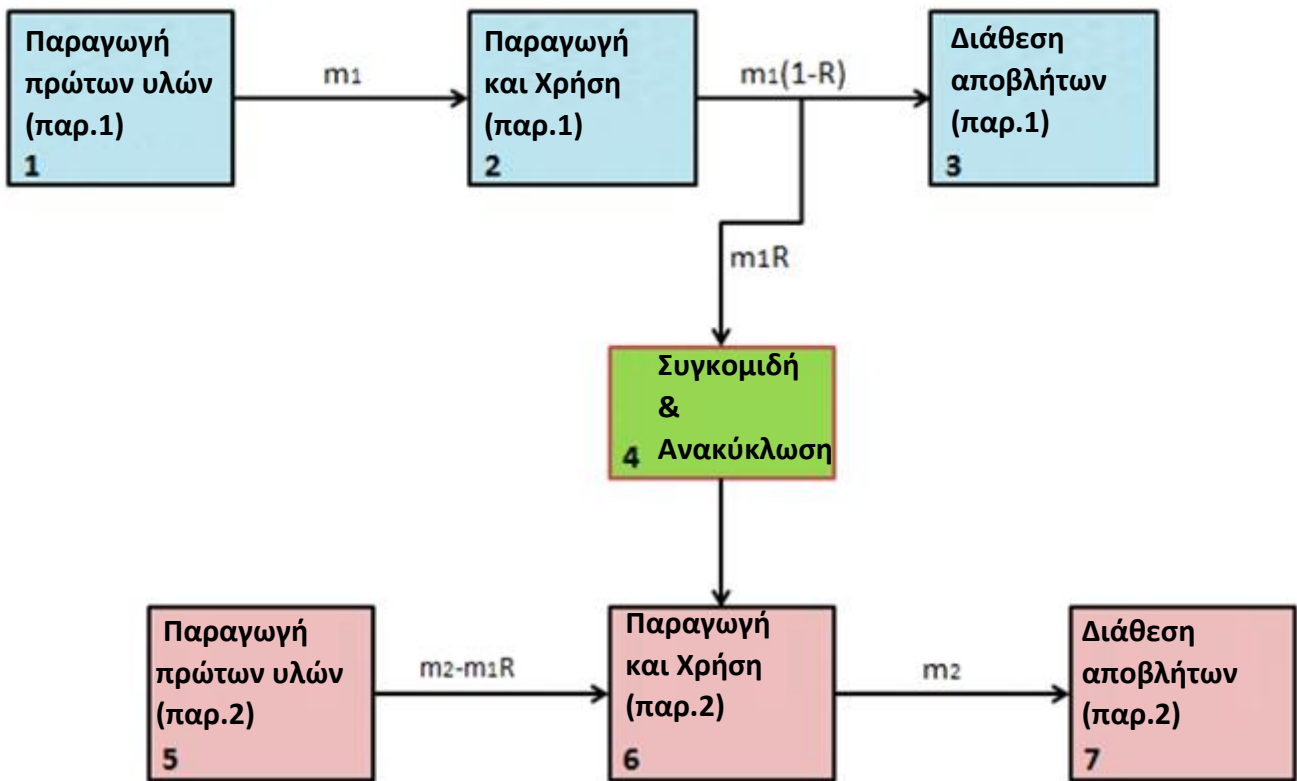 Παραγωγή
πρώτων υλών
(παρ.1)
1
m1
Παραγωγή
και Χρήση
(παρ.1)
2
m1(1-R)
Διάθεση
αποβλήτων
(παρ.1)
3
m1R
Συγκομιδή
&
4 Ανακύκλωση
Παραγωγή
πρώτων υλών
(παρ.2)
5
m2-m1R
Παραγωγή
και Χρήση
(παρ.2)
6
m2
Διάθεση
αποβλήτων
(παρ.2)
7